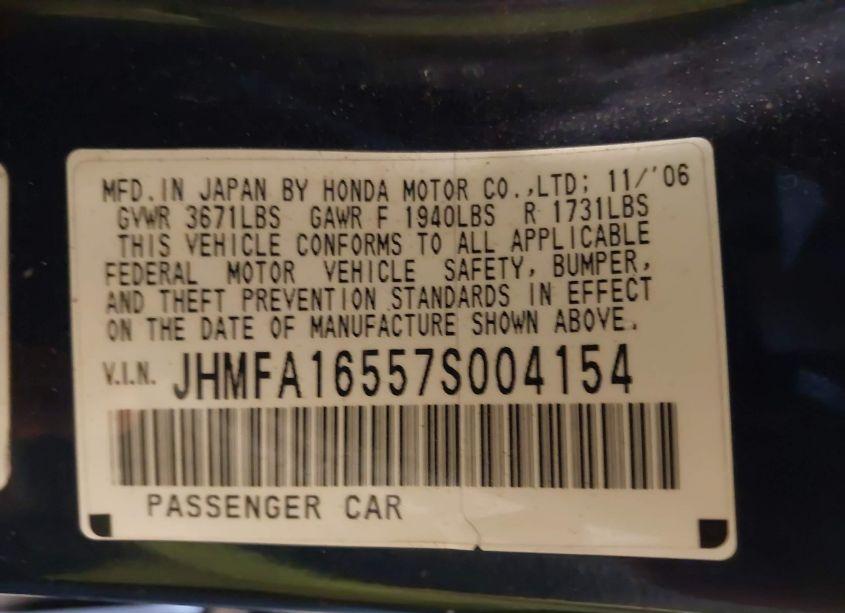 MFD. IN JAPAN BY HONDA MOTOR CO.,LTD; 11/'06
GVWR 3671LBS GAWR F 1940LBS R 1731LBS
THIS VEHICLE CONFORMS TO ALL APPLICABLE
FEDERAL MOTOR VEHICLE SAFETY, BUMPER,
AND THEFT PREVENTION STANDARDS IN EFFECT
ON THE DATE OF MANUFACTURE SHOWN ABOVE.
V.I.N. JHMFA16557S004154
PASSENGER CAR